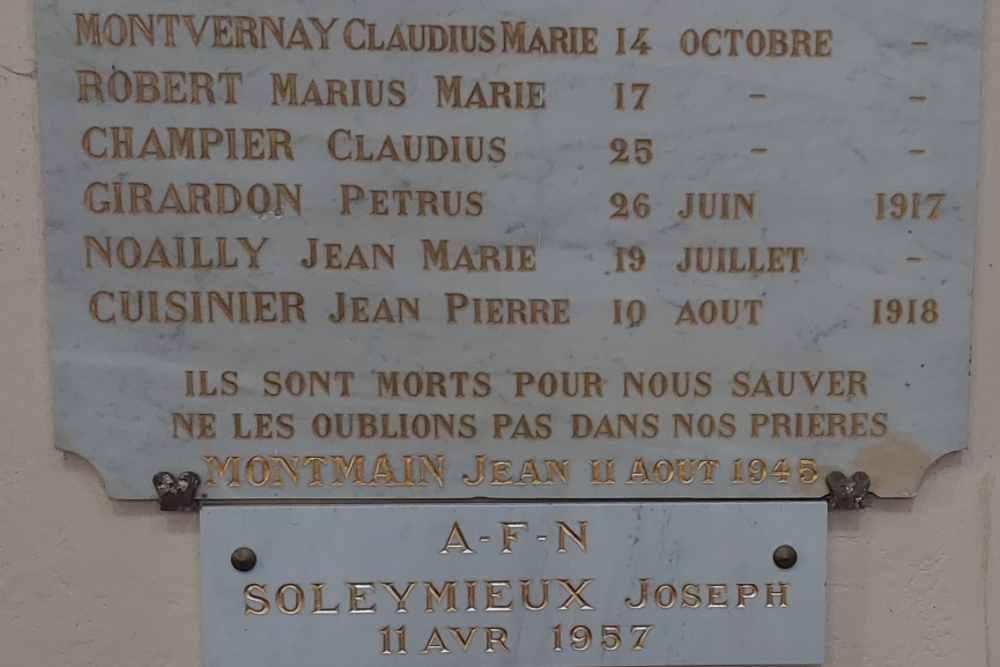 MONTVERNAY CLAUDIUS MARIE 14 OCTOBRE -
ROBERT MARIUS MARIE 17 - -
CHAMPIER CLAUDIUS 25 - -
GIRARDON PETRUS 26 JUIN 1917
NOAILLY JEAN MARIE 19 JUILLET -
CUISINIER JEAN PIERRE 10 AOUT 1918
ILS SONT MORTS POUR NOUS SAUVER
NE LES OUBLIONS PAS DANS NOS PRIERES
MONTMAIN JEAN 11 AOUT 1945
A-F-N
SOLEYMIEUX JOSEPH
11 AVR 1957